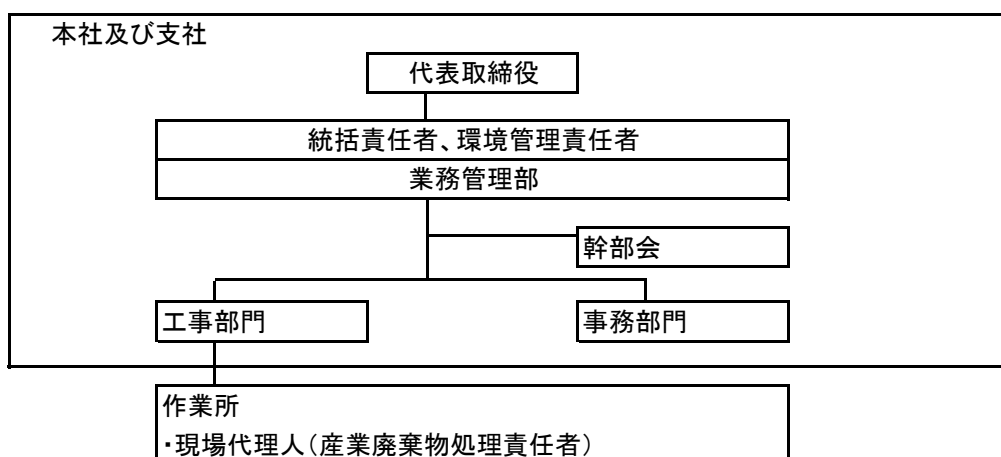 本社及び支社
代表取締役
統括責任者、環境管理責任者
業務管理部
幹部会
工事部門
事務部門
作業所
・現場代理人(産業廃棄物処理責任者)